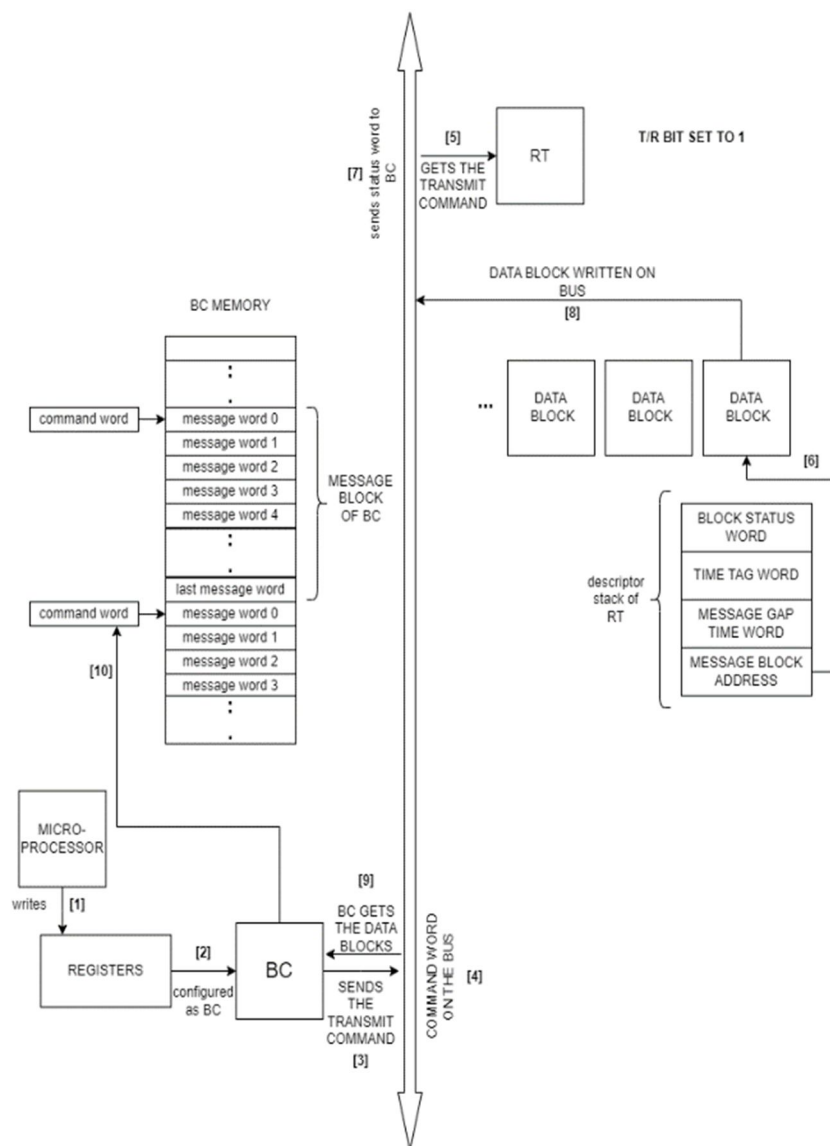 [7]
sends status word to
BC
[5]
GETS THE
TRANSMIT
COMMAND
RT
T/R BIT SET TO 1
DATA BLOCK WRITTEN ON
BUS
[8]
BC MEMORY
:
command word
message word 0
message word 1
message word 2
message word 3
message word 4
:
last message word
MESSAGE
BLOCK
OF BC
command word
message word 0
message word 1
message word 2
message word 3
:
...
DATA
BLOCK
DATA
BLOCK
DATA
BLOCK
[6]
descriptor
stack of
RT
BLOCK STATUS
WORD
TIME TAG WORD
MESSAGE GAP
TIME WORD
MESSAGE BLOCK
ADDRESS
[10]
MICRO-
PROCESSOR
writes
[1]
REGISTERS
[2]
configured
as BC
BC
[9]
BC GETS
THE DATA
BLOCKS
SENDS
THE
TRANSMIT
COMMAND
[3]
COMMAND WORD
ON THE BUS
[4]